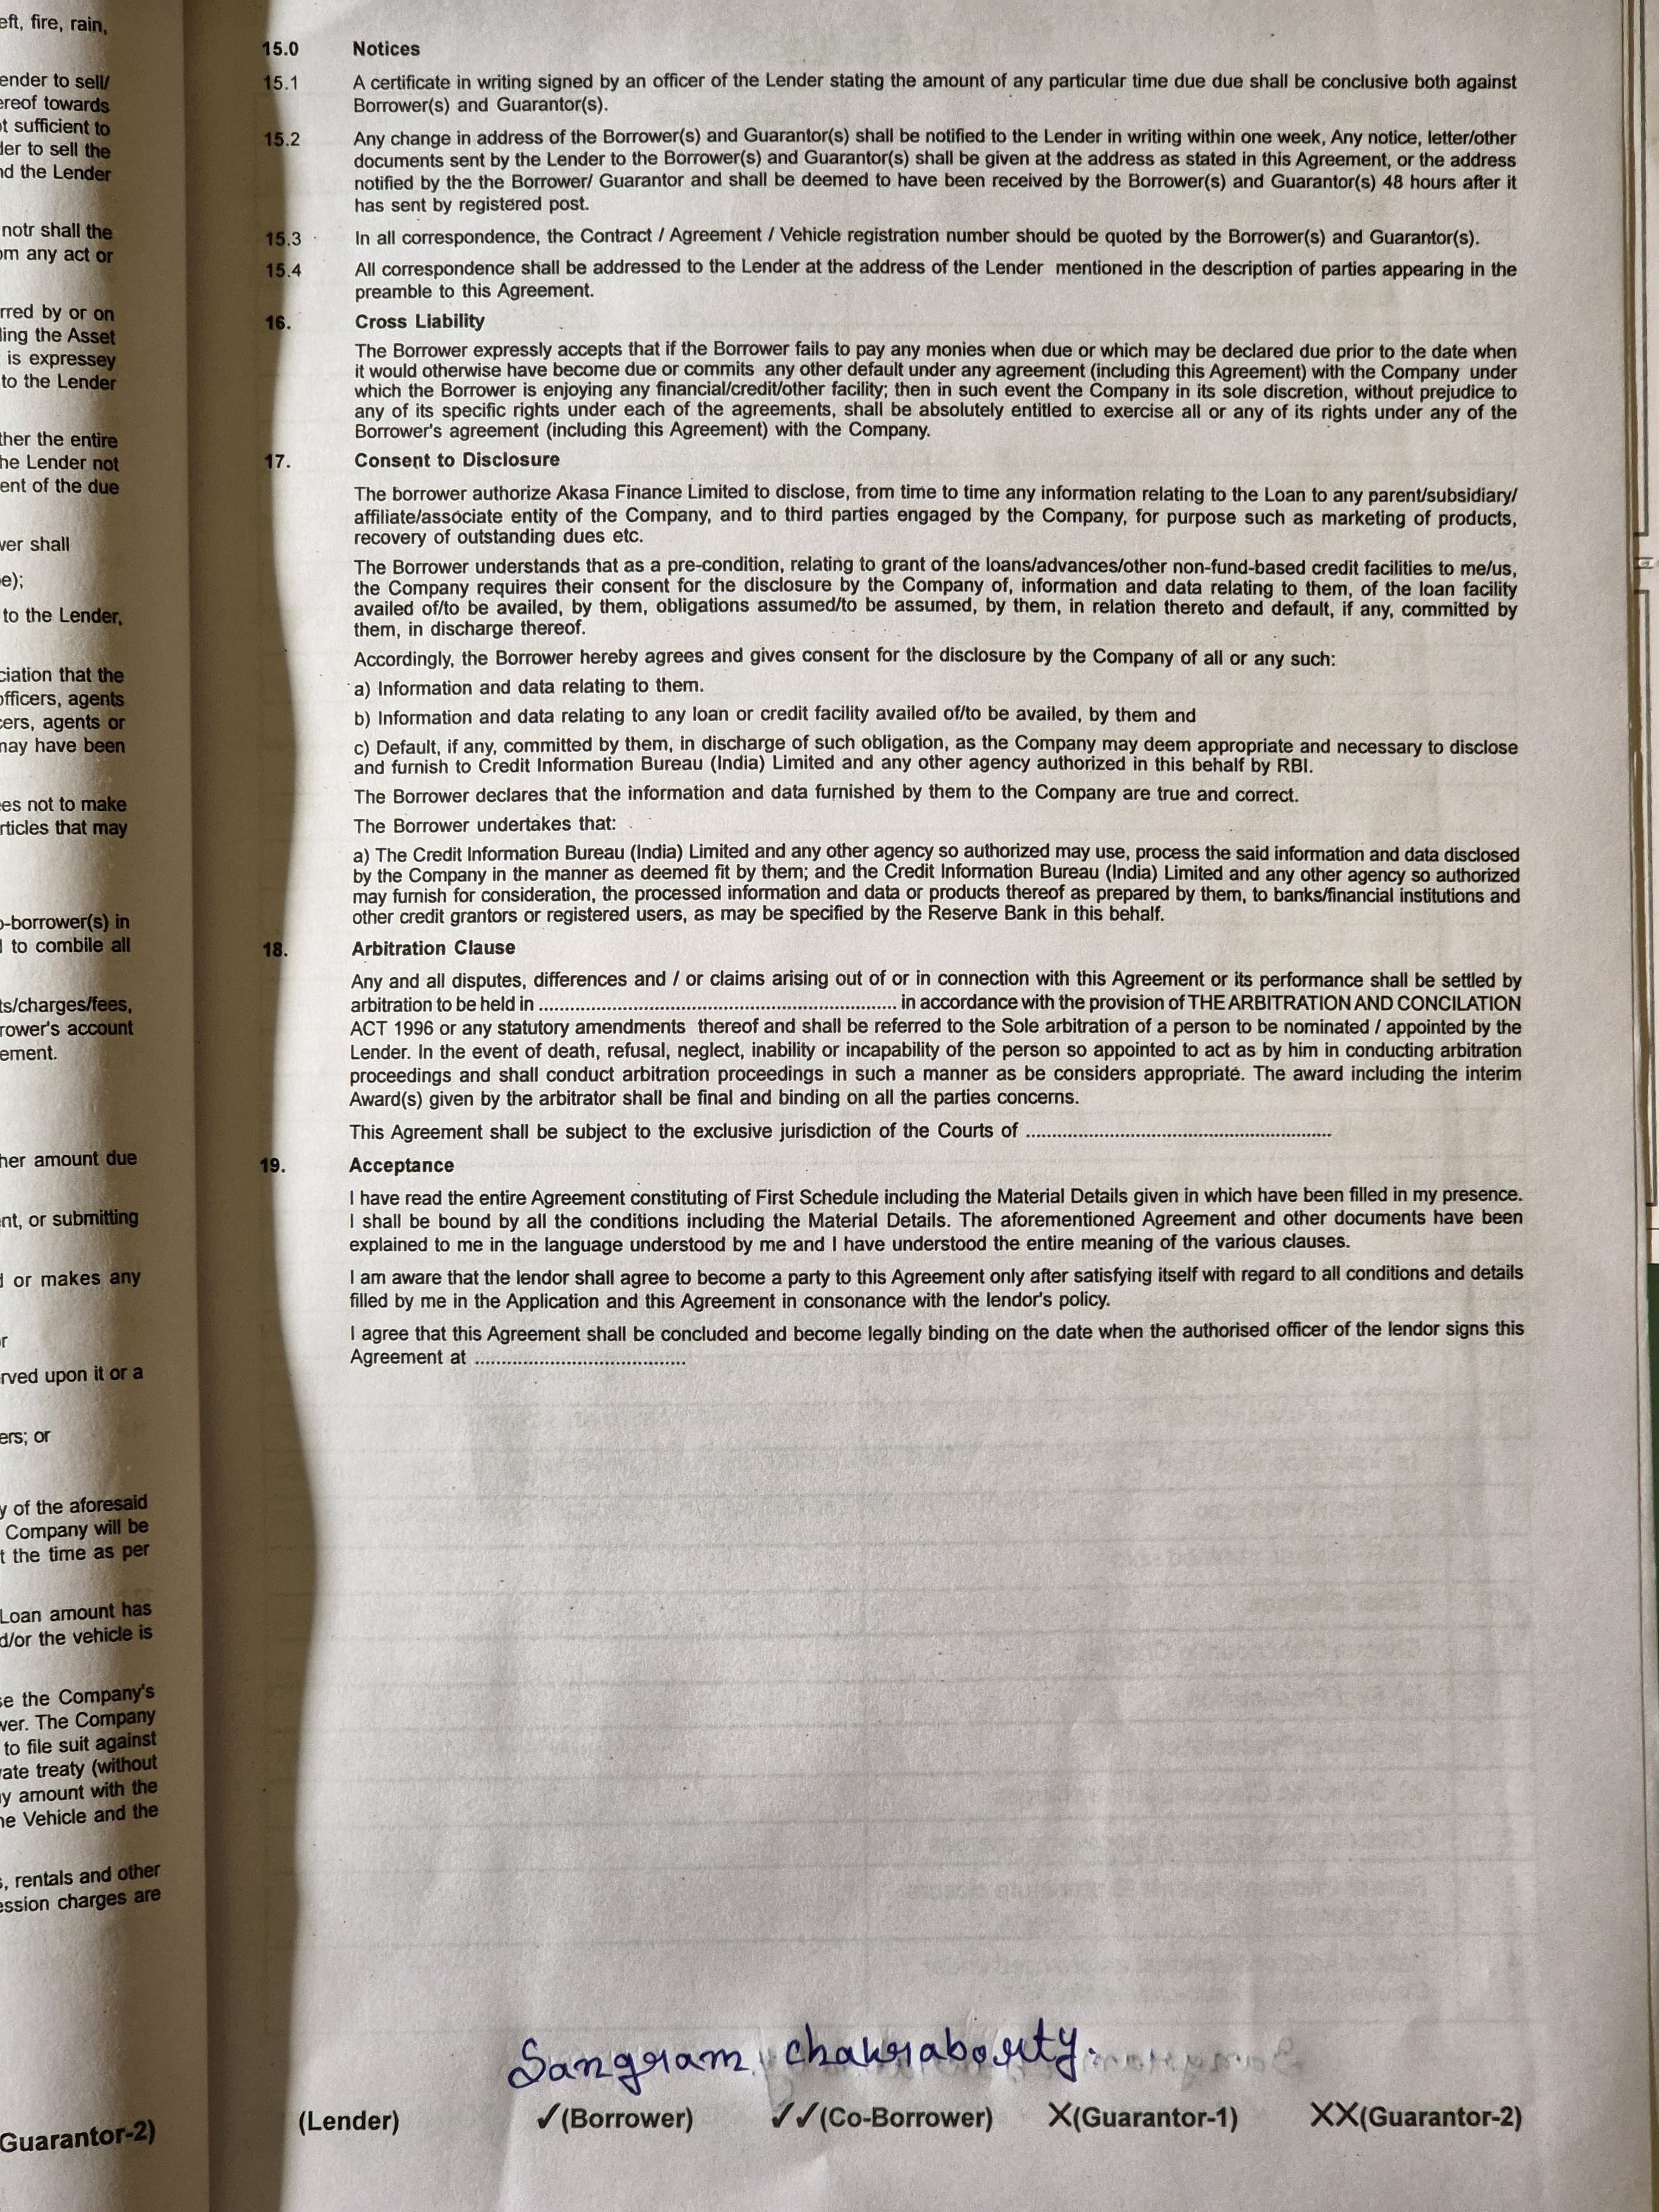 eft, fire, rain,
ender to sell/
ereof towards
ot sufficient to
der to sell the
nd the Lender
notr shall the
om any act or
rred by or on
ling the Asset
is expressey
to the Lender
ther the entire
he Lender not
ent of the due
ver shall
e);
to the Lender,
ciation that the
officers, agents
cers, agents or
may have been
ees not to make
rticles that may
o-borrower(s) in
l to combile all
ts/charges/fees,
rower's account
ement.
her amount due
nt, or submitting
d or makes any
or
rved upon it or a
ers; or
y of the aforesaid
Company will be
t the time as per
Loan amount has
d/or the vehicle is
se the Company's
ver. The Company
to file suit against
vate treaty (without
y amount with the
he Vehicle and the
s, rentals and other
ession charges are
Guarantor-2)
15.0 Notices
15.1 A certificate in writing signed by an officer of the Lender stating the amount of any particular time due due shall be conclusive both against
Borrower(s) and Guarantor(s).
15.2 Any change in address of the Borrower(s) and Guarantor(s) shall be notified to the Lender in writing within one week, Any notice, letter/other
documents sent by the Lender to the Borrower(s) and Guarantor(s) shall be given at the address as stated in this Agreement, or the address
notified by the the Borrower/ Guarantor and shall be deemed to have been received by the Borrower(s) and Guarantor(s) 48 hours after it
has sent by registered post.
15.3 In all correspondence, the Contract / Agreement / Vehicle registration number should be quoted by the Borrower(s) and Guarantor(s).
15.4 All correspondence shall be addressed to the Lender at the address of the Lender mentioned in the description of parties appearing in the
preamble to this Agreement.
16. Cross Liability
The Borrower expressly accepts that if the Borrower fails to pay any monies when due or which may be declared due prior to the date when
it would otherwise have become due or commits any other default under any agreement (including this Agreement) with the Company under
which the Borrower is enjoying any financial/credit/other facility; then in such event the Company in its sole discretion, without prejudice to
any of its specific rights under each of the agreements, shall be absolutely entitled to exercise all or any of its rights under any of the
Borrower's agreement (including this Agreement) with the Company.
17. Consent to Disclosure
The borrower authorize Akasa Finance Limited to disclose, from time to time any information relating to the Loan to any parent/subsidiary/
affiliate/associate entity of the Company, and to third parties engaged by the Company, for purpose such as marketing of products,
recovery of outstanding dues etc.
The Borrower understands that as a pre-condition, relating to grant of the loans/advances/other non-fund-based credit facilities to me/us,
the Company requires their consent for the disclosure by the Company of, information and data relating to them, of the loan facility
availed of/to be availed, by them, obligations assumed/to be assumed, by them, in relation thereto and default, if any, committed by
them, in discharge thereof.
Accordingly, the Borrower hereby agrees and gives consent for the disclosure by the Company of all or any such:
a) Information and data relating to them.
b) Information and data relating to any loan or credit facility availed of/to be availed, by them and
c) Default, if any, committed by them, in discharge of such obligation, as the Company may deem appropriate and necessary to disclose
and furnish to Credit Information Bureau (India) Limited and any other agency authorized in this behalf by RBI.
The Borrower declares that the information and data furnished by them to the Company are true and correct.
The Borrower undertakes that:
a) The Credit Information Bureau (India) Limited and any other agency so authorized may use, process the said information and data disclosed
by the Company in the manner as deemed fit by them; and the Credit Information Bureau (India) Limited and any other agency so authorized
may furnish for consideration, the processed information and data or products thereof as prepared by them, to banks/financial institutions and
other credit grantors or registered users, as may be specified by the Reserve Bank in this behalf.
18. Arbitration Clause
Any and all disputes, differences and / or claims arising out of or in connection with this Agreement or its performance shall be settled by
arbitration to be held in .................................................................. in accordance with the provision of THE ARBITRATION AND CONCILATION
ACT 1996 or any statutory amendments thereof and shall be referred to the Sole arbitration of a person to be nominated / appointed by the
Lender. In the event of death, refusal, neglect, inability or incapability of the person so appointed to act as by him in conducting arbitration
proceedings and shall conduct arbitration proceedings in such a manner as be considers appropriate. The award including the interim
Award(s) given by the arbitrator shall be final and binding on all the parties concerns.
This Agreement shall be subject to the exclusive jurisdiction of the Courts of .........................................................
19. Acceptance
I have read the entire Agreement constituting of First Schedule including the Material Details given in which have been filled in my presence.
I shall be bound by all the conditions including the Material Details. The aforementioned Agreement and other documents have been
explained to me in the language understood by me and I have understood the entire meaning of the various clauses.
I am aware that the lendor shall agree to become a party to this Agreement only after satisfying itself with regard to all conditions and details
filled by me in the Application and this Agreement in consonance with the lendor's policy.
I agree that this Agreement shall be concluded and become legally binding on the date when the authorised officer of the lendor signs this
Agreement at .......................................
Sangram chakraborty.
(Lender) ✓(Borrower) ✓✓(Co-Borrower) X(Guarantor-1) XX(Guarantor-2)